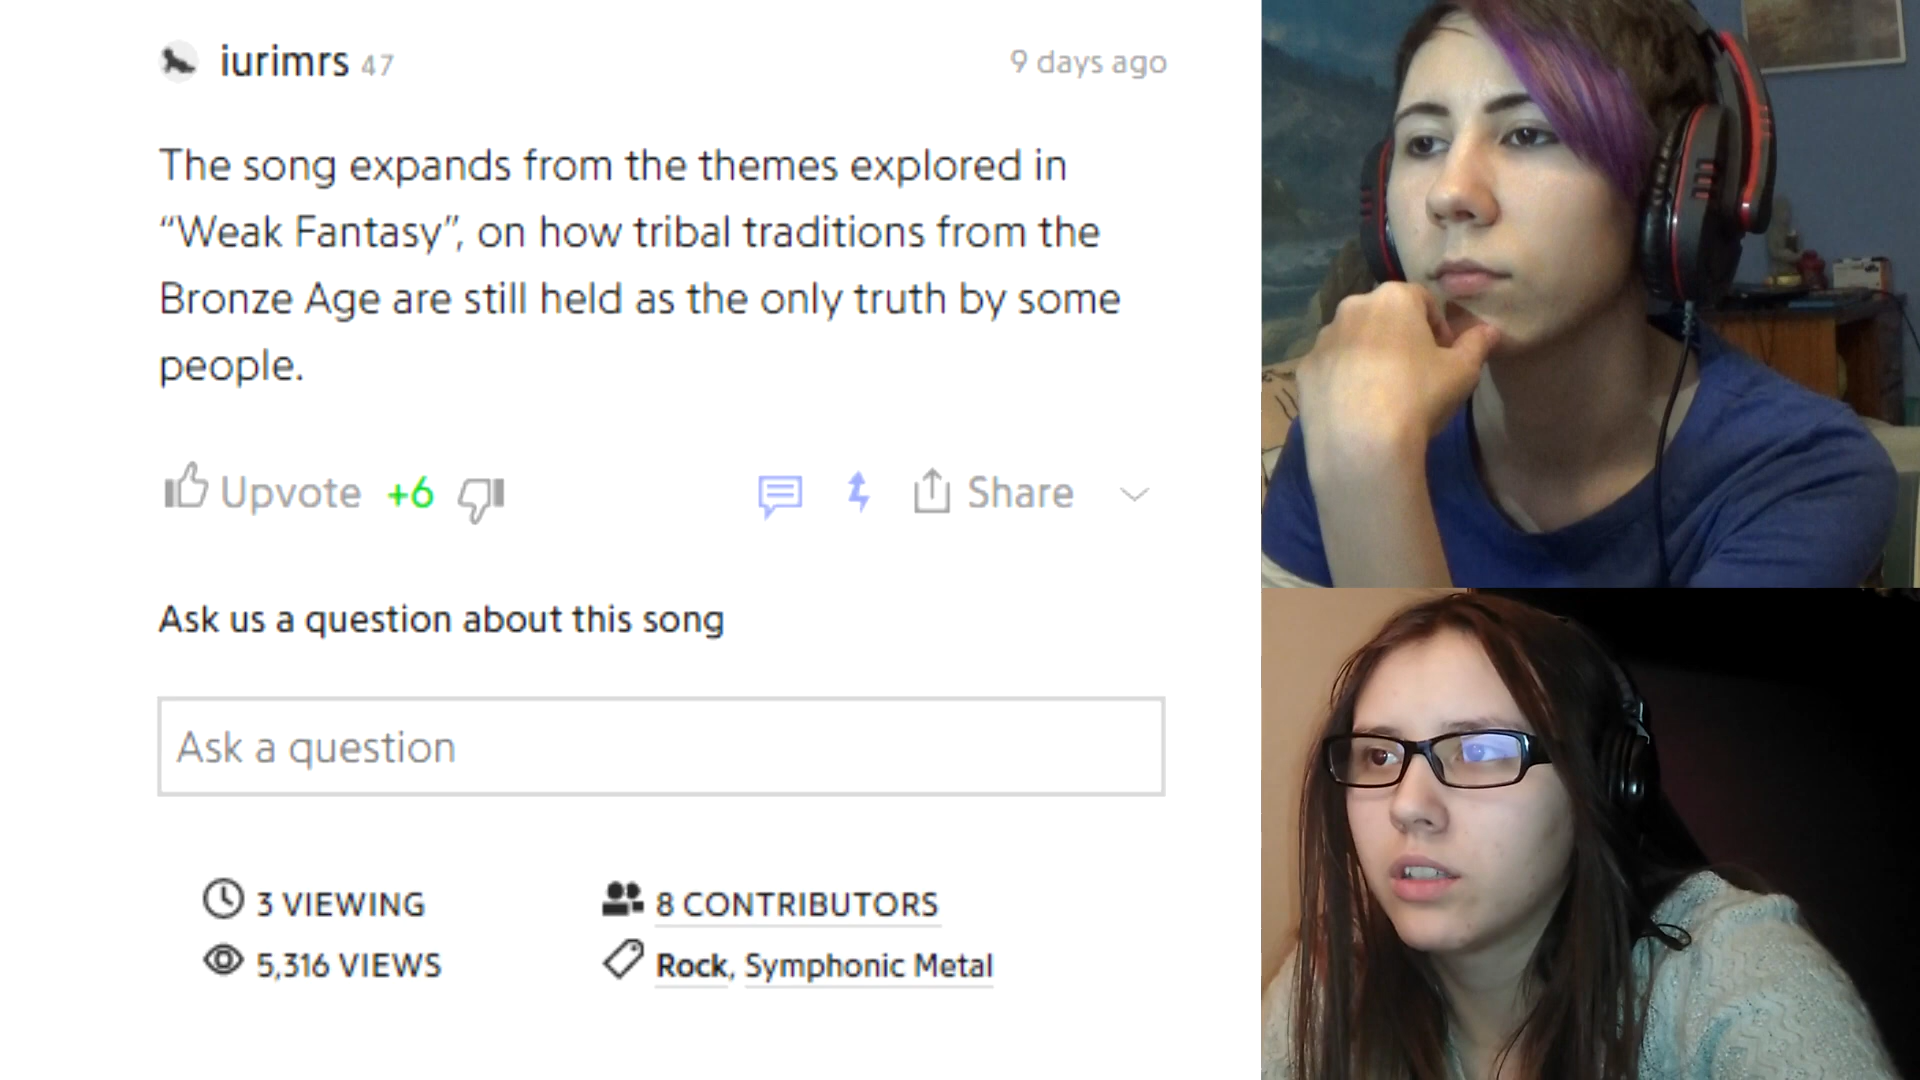 iurimrs 47
9 days ago
The song expands from the themes explored in
“Weak Fantasy”, on how tribal traditions from the
Bronze Age are still held as the only truth by some
people.
Upvote +6
Share
Ask us a question about this song
Ask a question
3 VIEWING
8 CONTRIBUTORS
5,316 VIEWS
Rock, Symphonic Metal